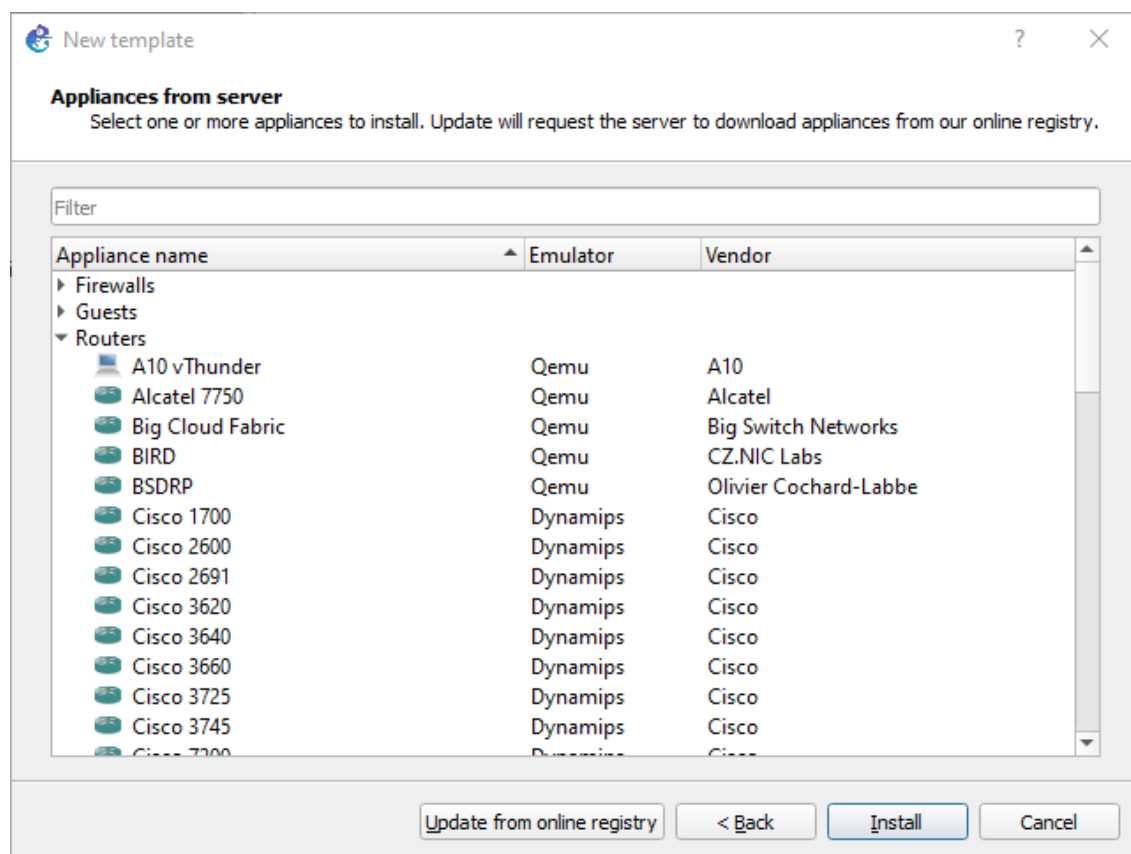 New template
Appliances from server
Select one or more appliances to install. Update will request the server to download appliances from our online registry.
Filter
Appliance name Emulator Vendor
Firewalls
Guests
Routers
A10 vThunder Qemu A10
Alcatel 7750 Qemu Alcatel
Big Cloud Fabric Qemu Big Switch Networks
BIRD Qemu CZ.NIC Labs
BSDRP Qemu Olivier Cochard-Labbe
Cisco 1700 Dynamips Cisco
Cisco 2600 Dynamips Cisco
Cisco 2691 Dynamips Cisco
Cisco 3620 Dynamips Cisco
Cisco 3640 Dynamips Cisco
Cisco 3660 Dynamips Cisco
Cisco 3725 Dynamips Cisco
Cisco 3745 Dynamips Cisco
Cisco 7200 Dynamips Cisco
Update from online registry < Back Install Cancel